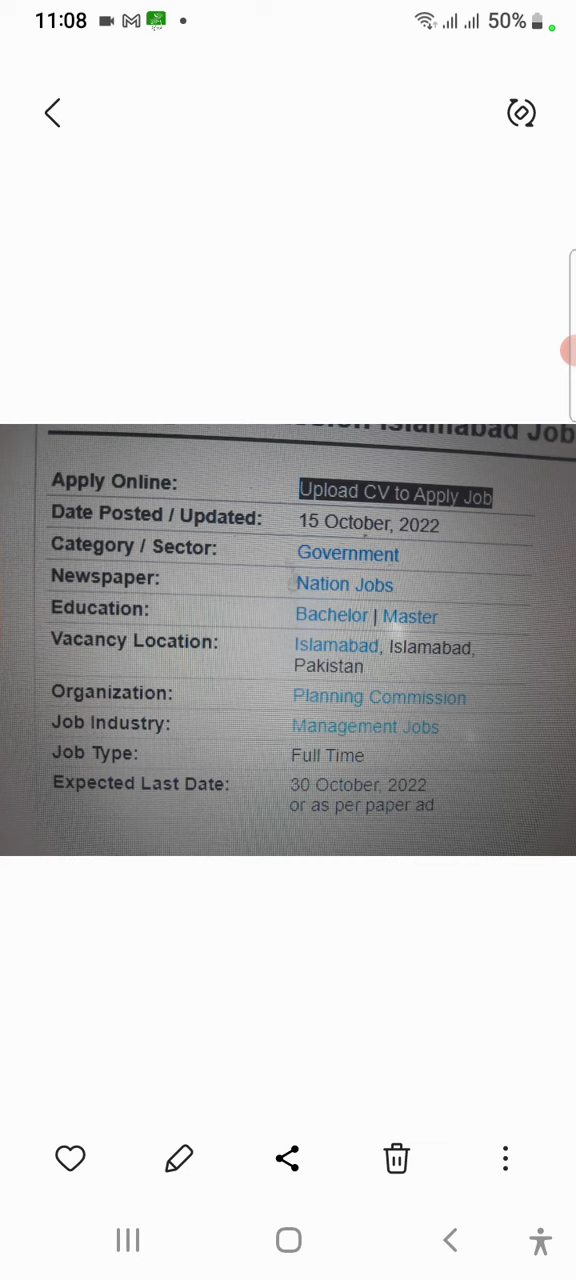 11:08
50%
Islamabad Job
Apply Online: Upload CV to Apply Job
Date Posted / Updated: 15 October, 2022
Category / Sector: Government
Newspaper: Nation Jobs
Education: Bachelor | Master
Vacancy Location: Islamabad, Islamabad,
Pakistan
Organization: Planning Commission
Job Industry: Management Jobs
Job Type: Full Time
Expected Last Date: 30 October, 2022
or as per paper ad